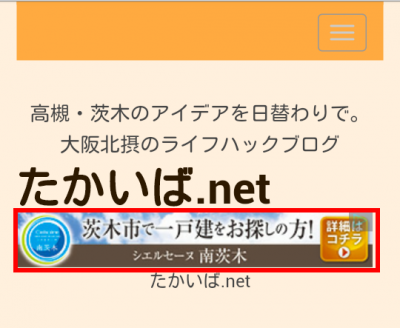 高槻・茨木のアイデアを日替わりで。
大阪北摂のライフハックブログ
たかいば.net
茨木市で一戸建をお探しの方!
詳細は
コチラ
南茨木
シエルセーヌ 南茨木
たかいば.net